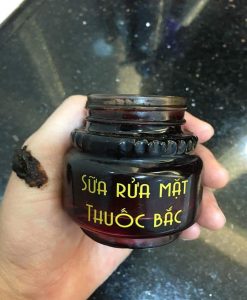 SỮA RỬA MẶT
THUỐC BẮC